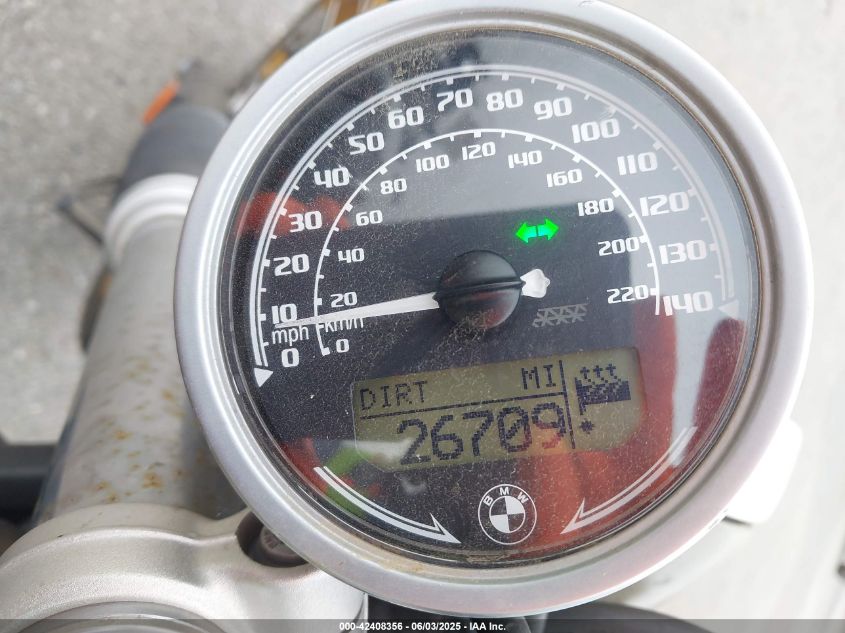 0 10 20 30 40 50 60 70 80 90 100 110 120 130 140
mph
0 20 40 60 80 100 120 140 160 180 200 220
km/h
DIRT MI
26709
BMW
000-42408356 - 06/03/2025 - IAA Inc.